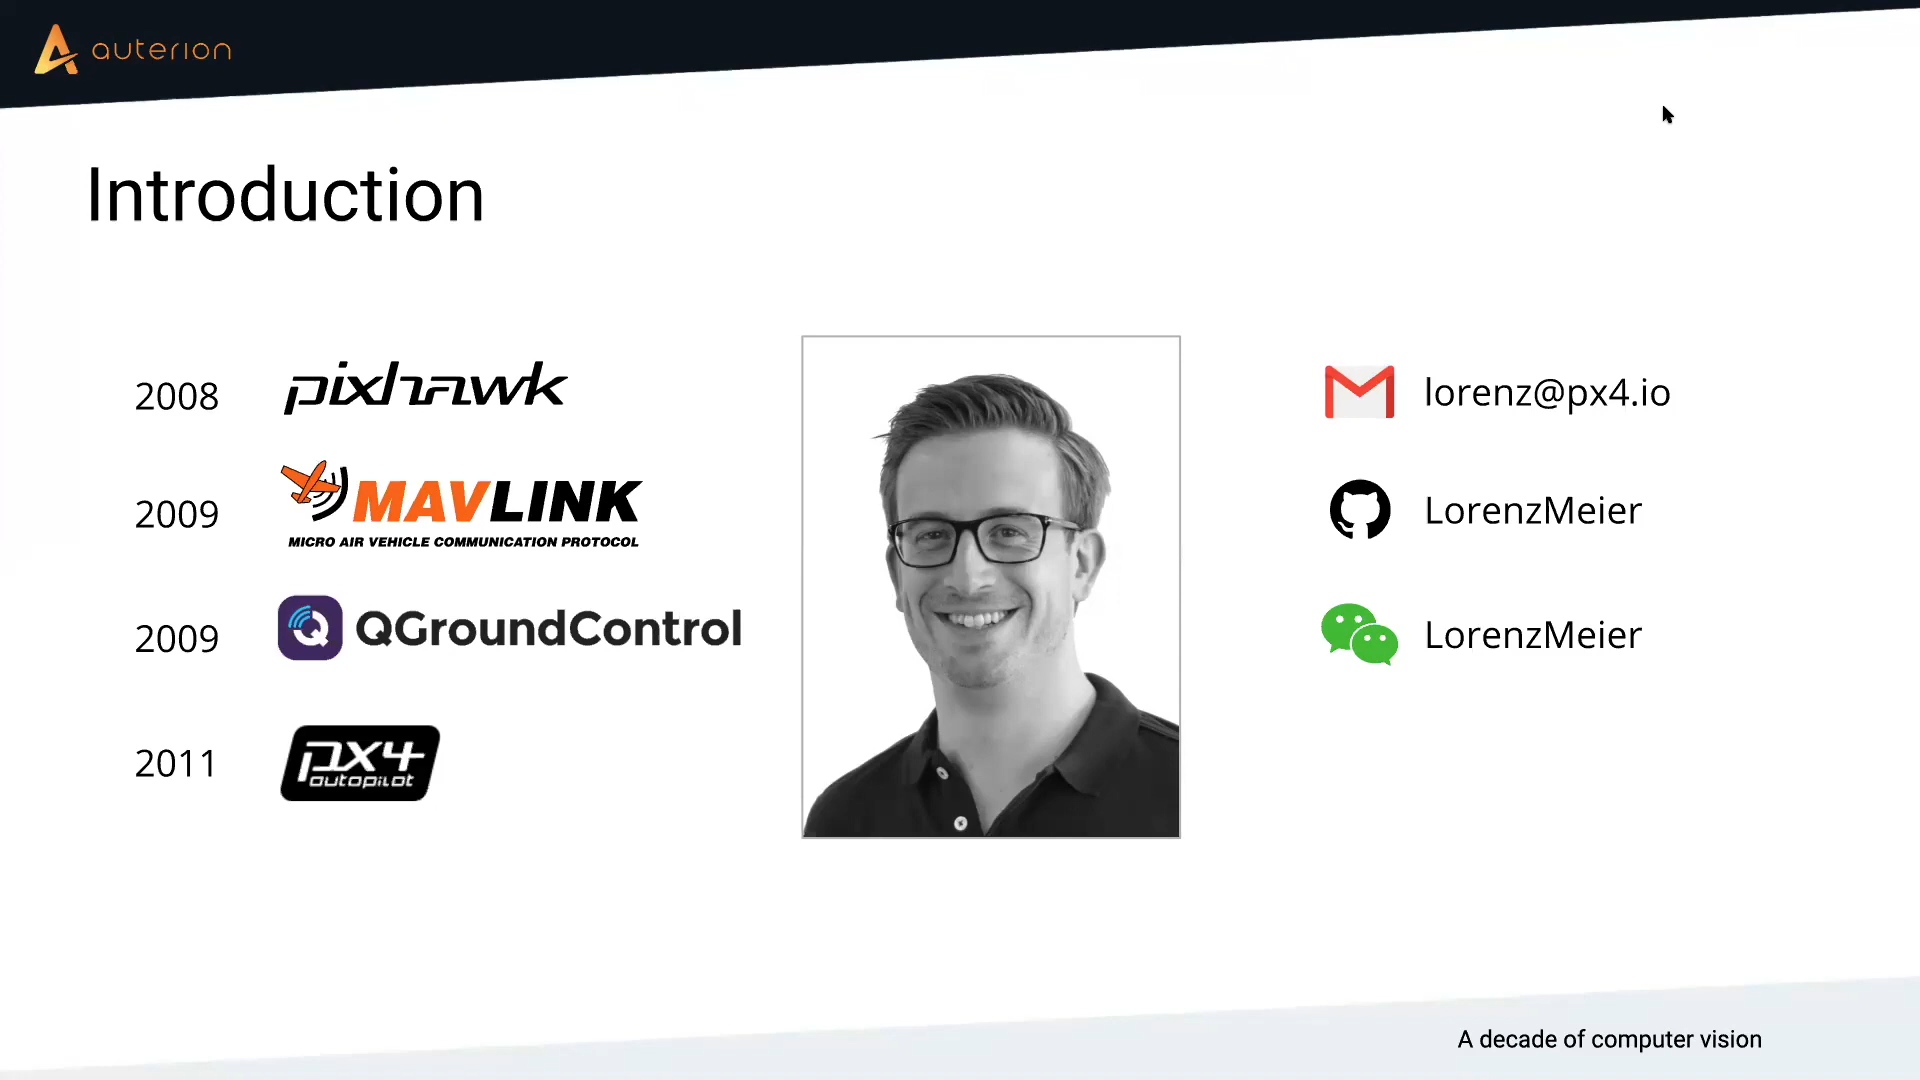 auterion
Introduction
2008 pixhawk
2009 MAVLINK
MICRO AIR VEHICLE COMMUNICATION PROTOCOL
2009 QGroundControl
2011 px4
autopilot
lorenz@px4.io
LorenzMeier
LorenzMeier
A decade of computer vision